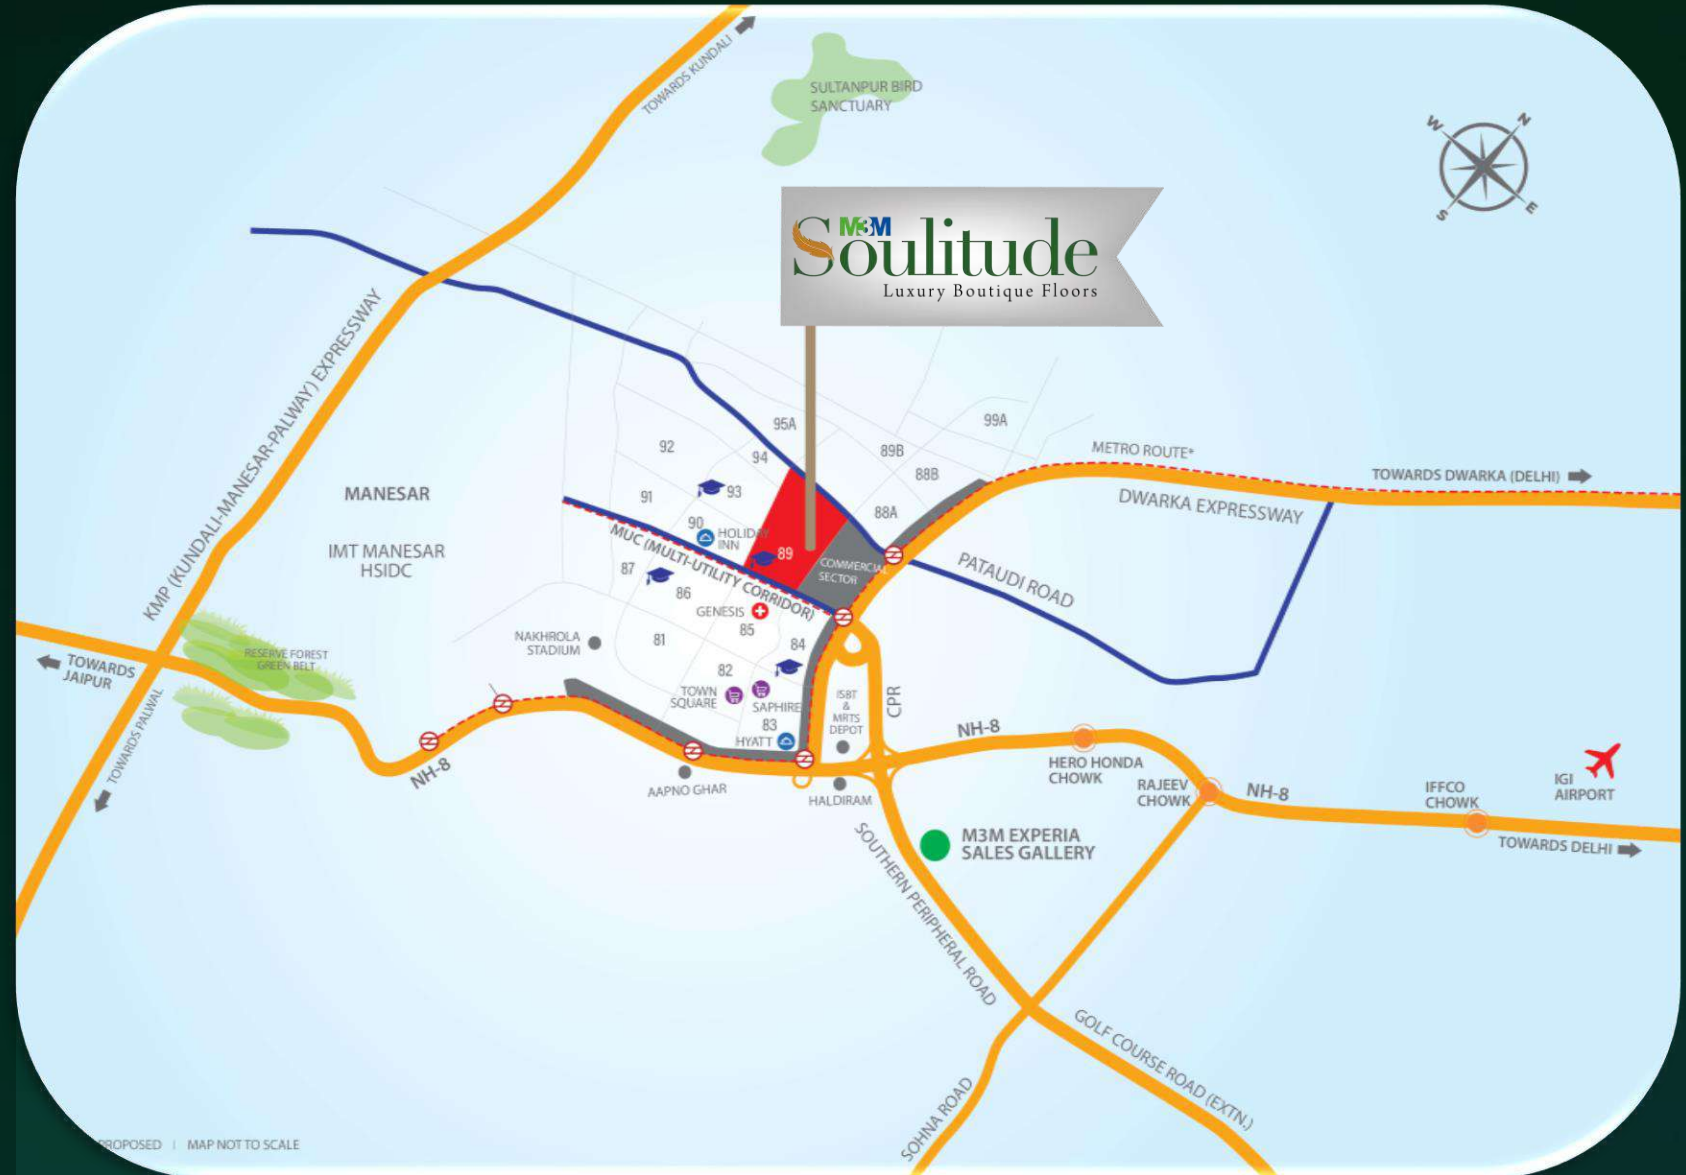 TOWARDS KUNDALI
SULTANPUR BIRD
SANCTUARY
W
N
S
E
M3M
Soulitude
Luxury Boutique Floors
KMP (KUNDALI-MANESAR-PALWAY) EXPRESSWAY
95A
99A
92
94
89B
88B
METRO ROUTE*
TOWARDS DWARKA (DELHI)
DWARKA EXPRESSWAY
MANESAR
IMT MANESAR
HSIDC
91
93
90
88A
HOLIDAY
INN
89
COMMERCIAL
SECTOR
MUC (MULTI-UTILITY CORRIDOR)
PATAUDI ROAD
87
86
GENESIS
85
84
81
NAKHROLA
STADIUM
82
TOWN
SQUARE
SAPHIRE
83
HYATT
ISBT
&
MRTS
DEPOT
CPR
RESERVE FOREST
GREEN BELT
TOWARDS
JAIPUR
TOWARDS PALWAL
NH-8
AAPNO GHAR
HALDIRAM
NH-8
HERO HONDA
CHOWK
RAJEEV
CHOWK
NH-8
IFFCO
CHOWK
IGI
AIRPORT
TOWARDS DELHI
M3M EXPERIA
SALES GALLERY
SOUTHERN PERIPHERAL ROAD
GOLF COURSE ROAD (EXTN.)
SOHNA ROAD
PROPOSED | MAP NOT TO SCALE